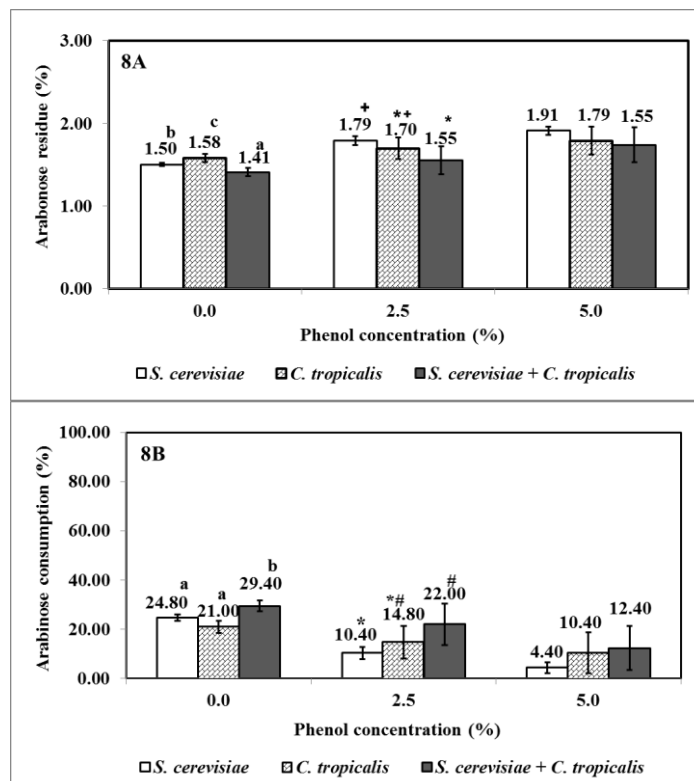 8A
Arabonose residue (%)
3.00
2.00
1.00
0.00
b
1.50
c
1.58
a
1.41
+
1.79
*+
1.70
*
1.55
1.91
1.79
1.55
0.0 2.5 5.0
Phenol concentration (%)
S. cerevisiae C. tropicalis S. cerevisiae + C. tropicalis
8B
Arabinose consumption (%)
100.00
80.00
60.00
40.00
20.00
0.00
a
24.80
a
21.00
b
29.40
*
10.40
*#
14.80
#
22.00
4.40
10.40
12.40
0.0 2.5 5.0
Phenol concentration (%)
S. cerevisiae C. tropicalis S. cerevisiae + C. tropicalis